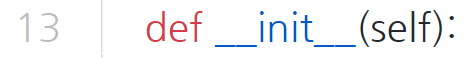 13 def __init__(self):